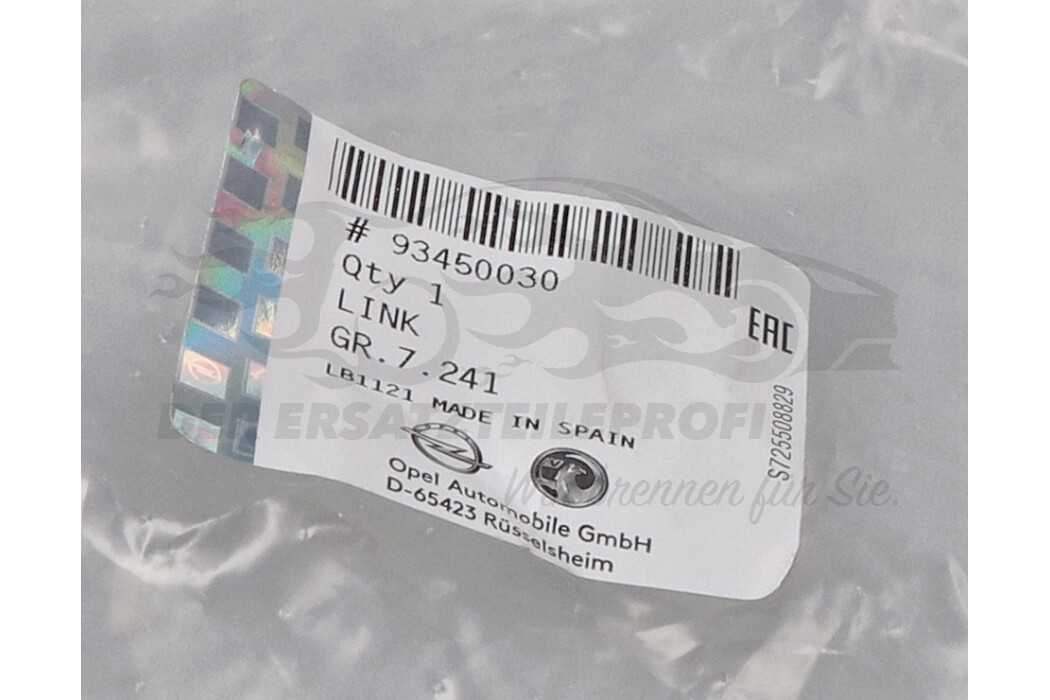 # 93450030
Qty 1
LINK
GR.7.241
LB1121 MADE IN SPAIN
EAC
S725508829
Opel Automobile GmbH
D-65423 Rüsselsheim
DER ERSATZTEILEPROFI
Wir brennen für Sie.